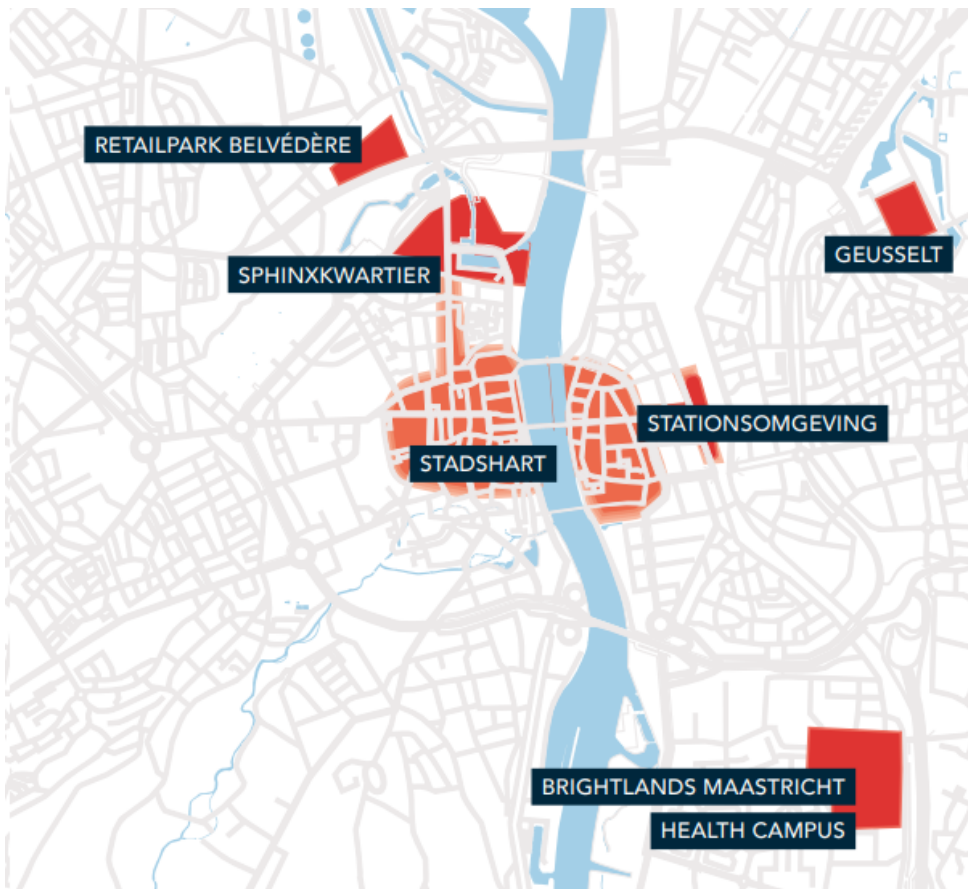 RETAILPARK BELVÉDÈRE
GEUSSELT
SPHINXKWARTIER
STATIONSOMGEVING
STADSHART
BRIGHTLANDS MAASTRICHT
HEALTH CAMPUS